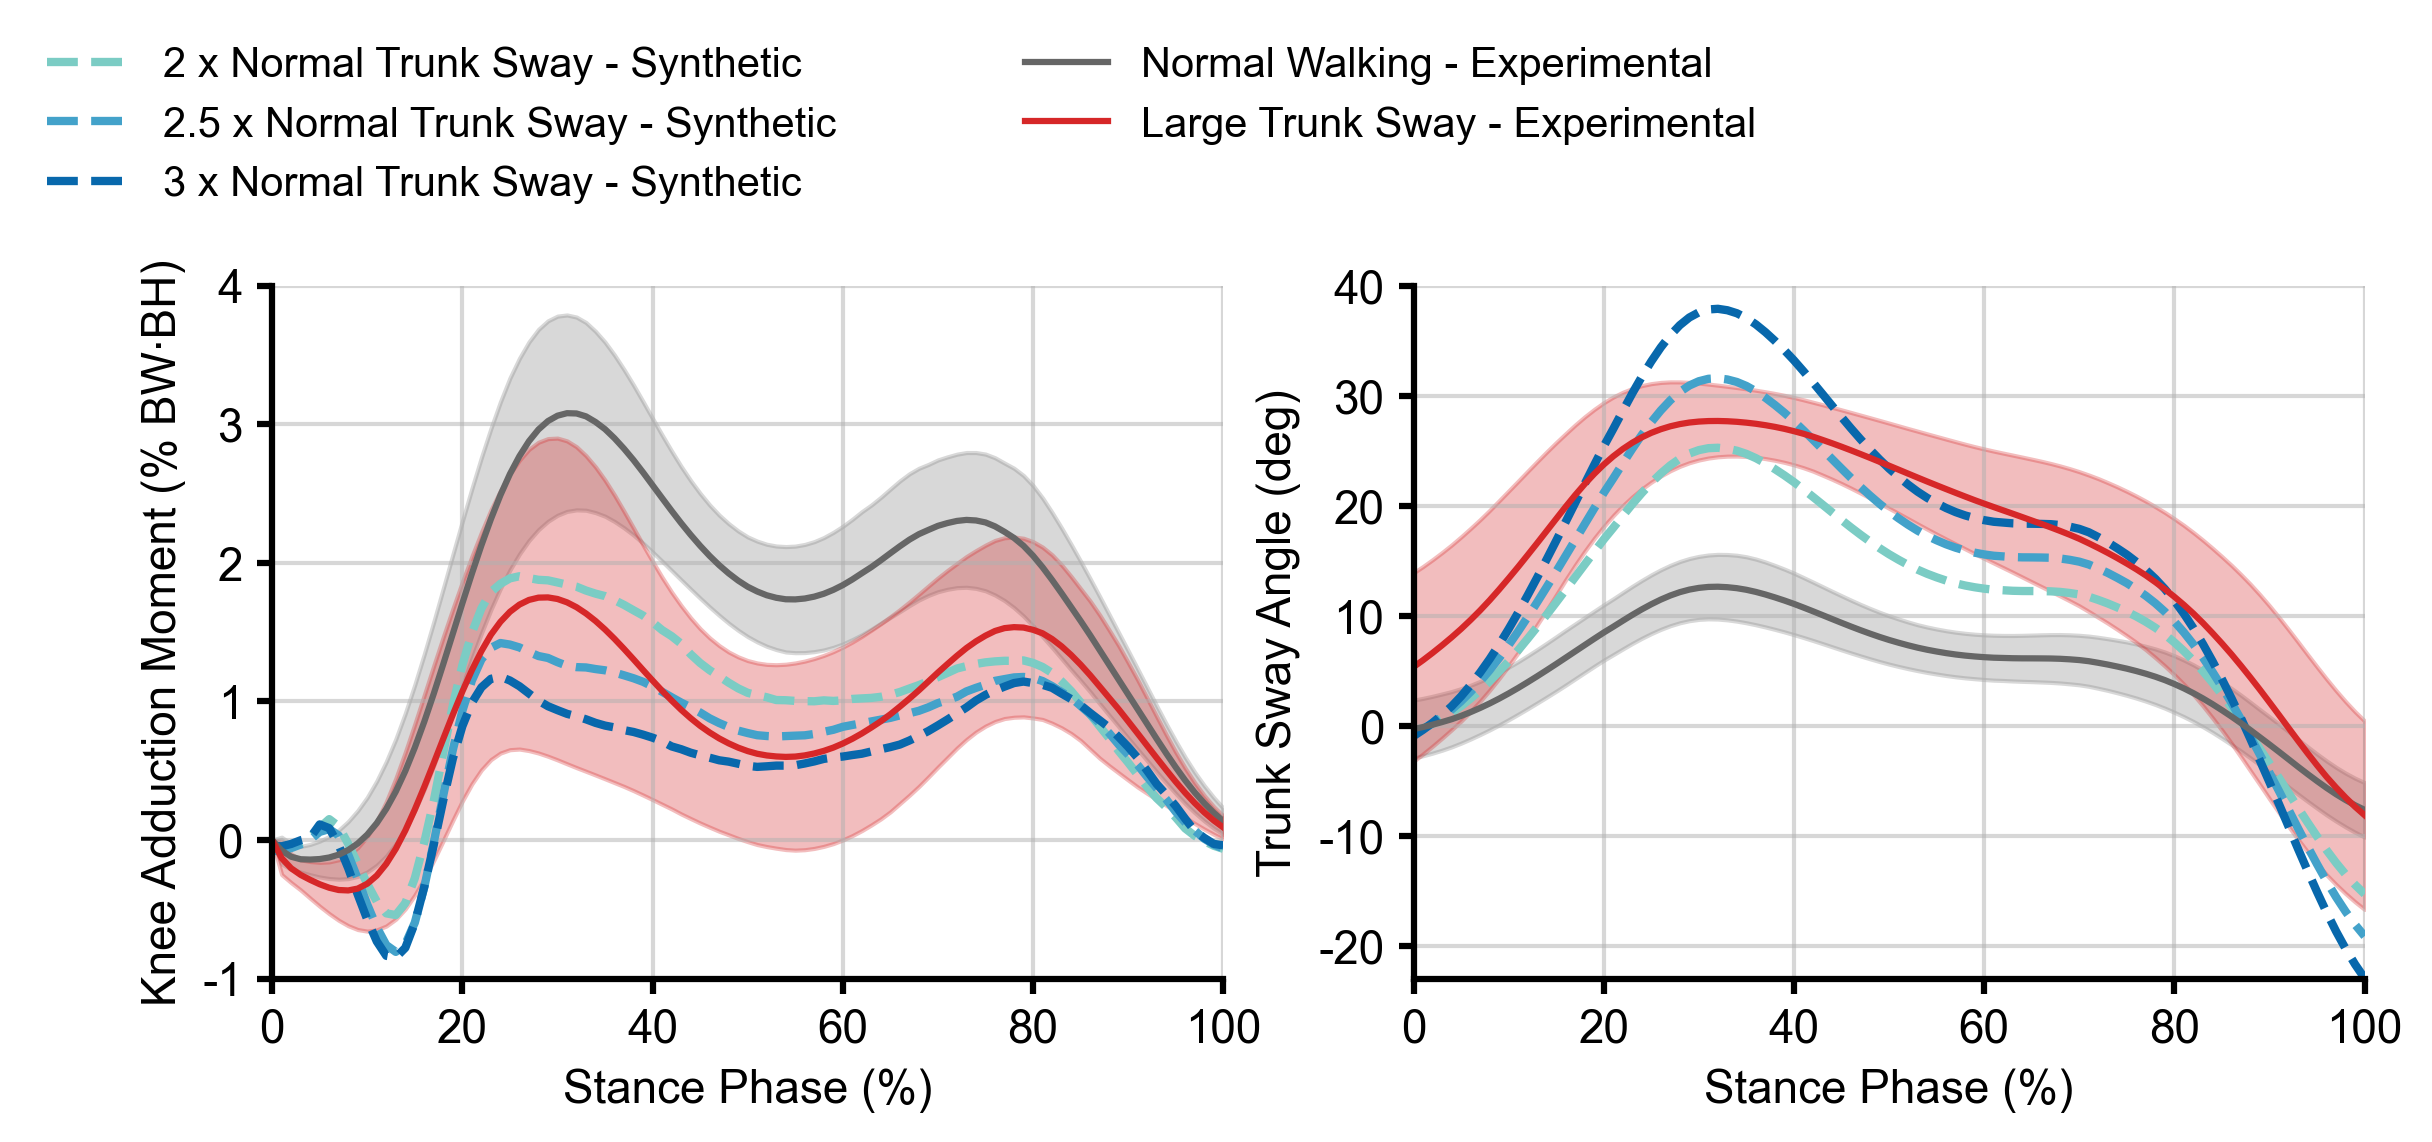 2 x Normal Trunk Sway - Synthetic
2.5 x Normal Trunk Sway - Synthetic
3 x Normal Trunk Sway - Synthetic
Normal Walking - Experimental
Large Trunk Sway - Experimental
Knee Adduction Moment (% BW·BH)
4
3
2
1
0
-1
0 20 40 60 80 100
Stance Phase (%)
Trunk Sway Angle (deg)
40
30
20
10
0
-10
-20
0 20 40 60 80 100
Stance Phase (%)